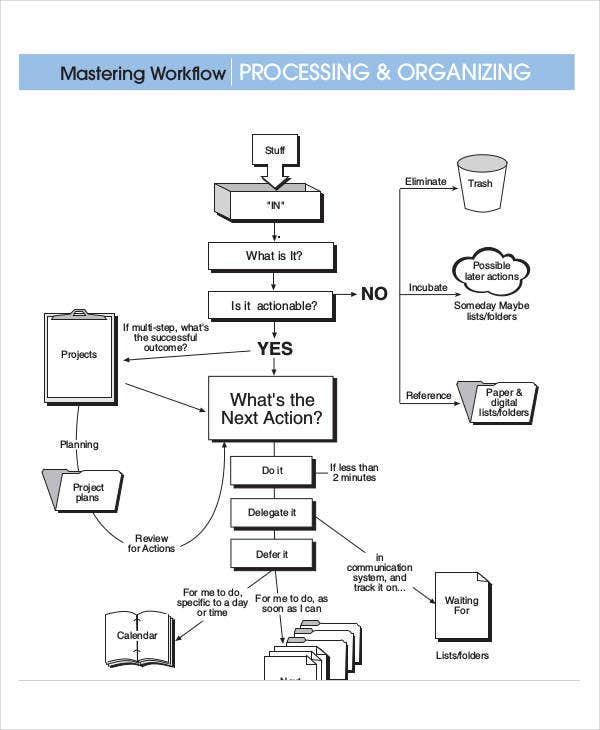 Mastering Workflow PROCESSING & ORGANIZING
Stuff
"IN"
What is It?
Is it actionable?
NO
Eliminate
Trash
Incubate
Possible
later actions
Someday Maybe
lists/folders
Reference
Paper &
digital
lists/folders
YES
If multi-step, what's
the successful
outcome?
Projects
Planning
Project
plans
Review
for Actions
What's the
Next Action?
Do it
If less than
2 minutes
Delegate it
in
communication
system, and
track it on...
Waiting
For
Lists/folders
Defer it
For me to do,
specific to a day
or time
Calendar
For me to do, as
soon as I can